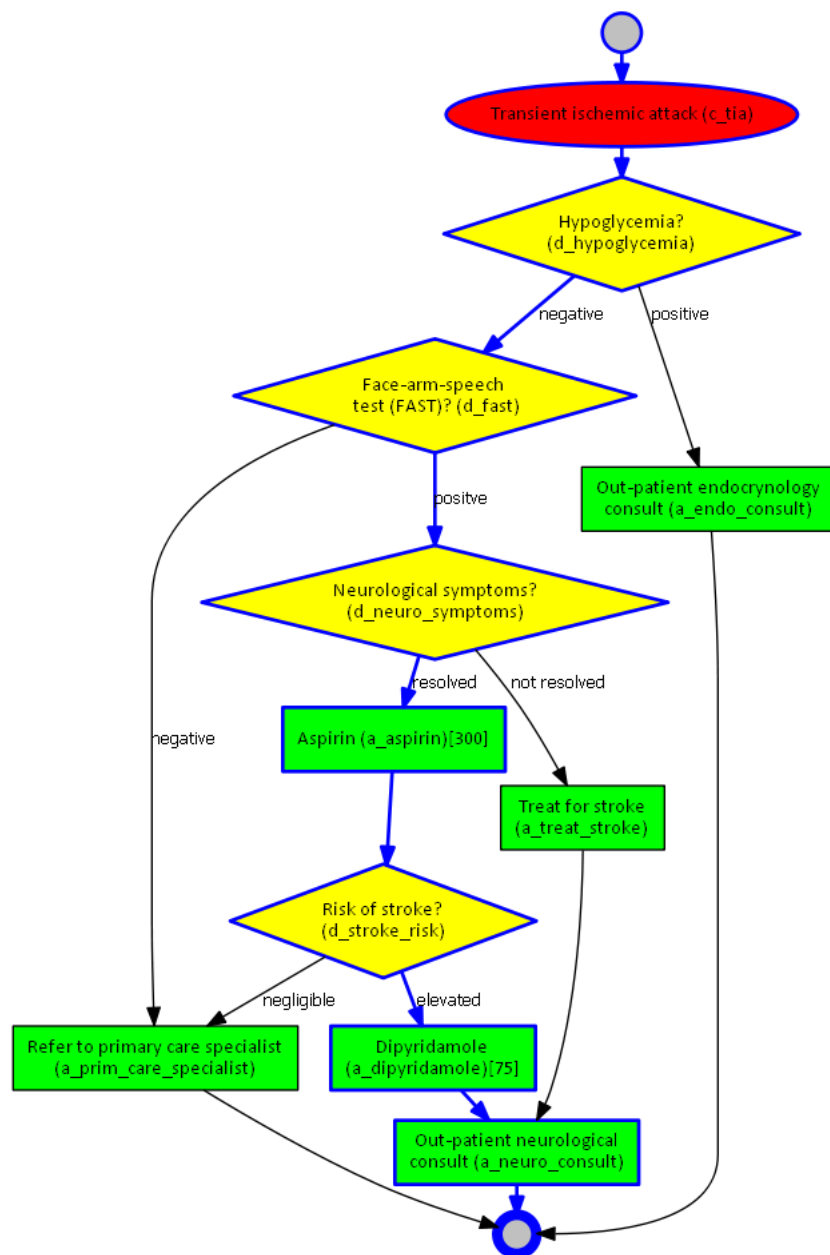 Transient ischemic attack (c_tia)
Hypoglycemia?
(d_hypoglycemia)
negative
positive
Face-arm-speech
test (FAST)? (d_fast)
Out-patient endocrynology
consult (a_endo_consult)
positve
Neurological symptoms?
(d_neuro_symptoms)
resolved
not resolved
negative
Aspirin (a_aspirin)[300]
Treat for stroke
(a_treat_stroke)
Risk of stroke?
(d_stroke_risk)
negligible
elevated
Refer to primary care specialist
(a_prim_care_specialist)
Dipyridamole
(a_dipyridamole)[75]
Out-patient neurological
consult (a_neuro_consult)